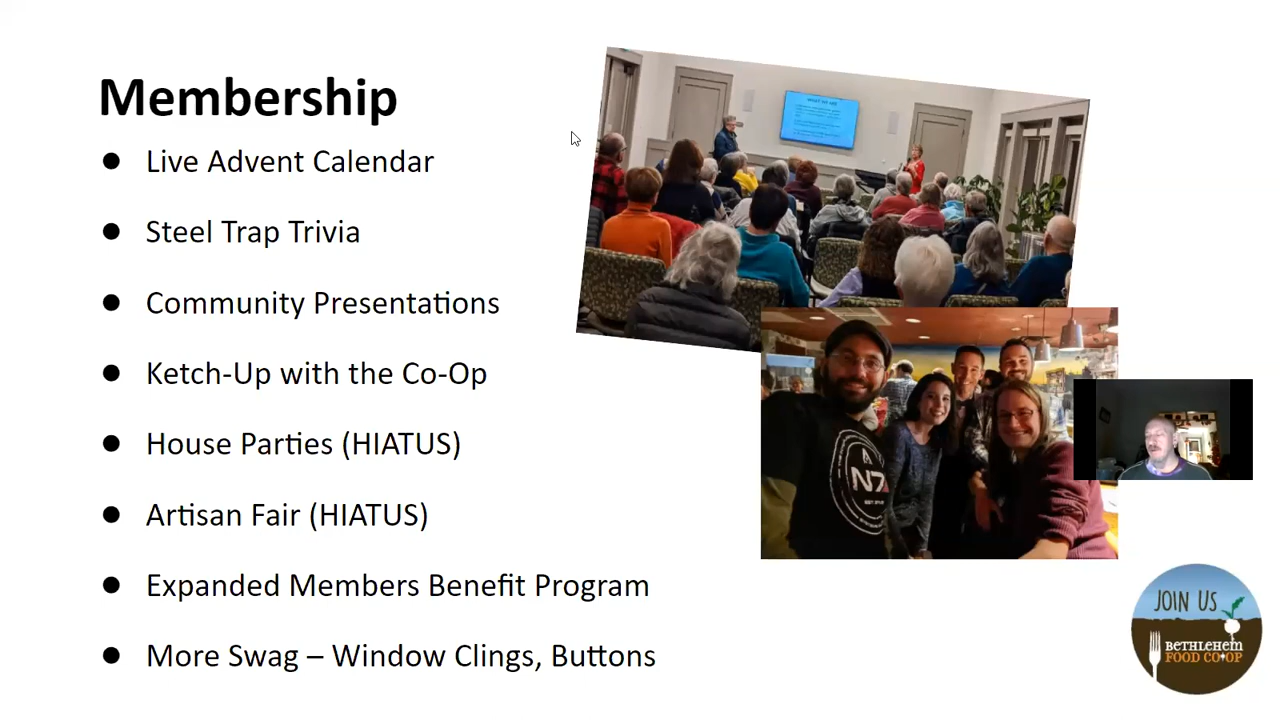 Membership
● Live Advent Calendar
● Steel Trap Trivia
● Community Presentations
● Ketch-Up with the Co-Op
● House Parties (HIATUS)
● Artisan Fair (HIATUS)
● Expanded Members Benefit Program
● More Swag – Window Clings, Buttons
N7
JOIN US
BETHLEHEM
FOOD CO-OP